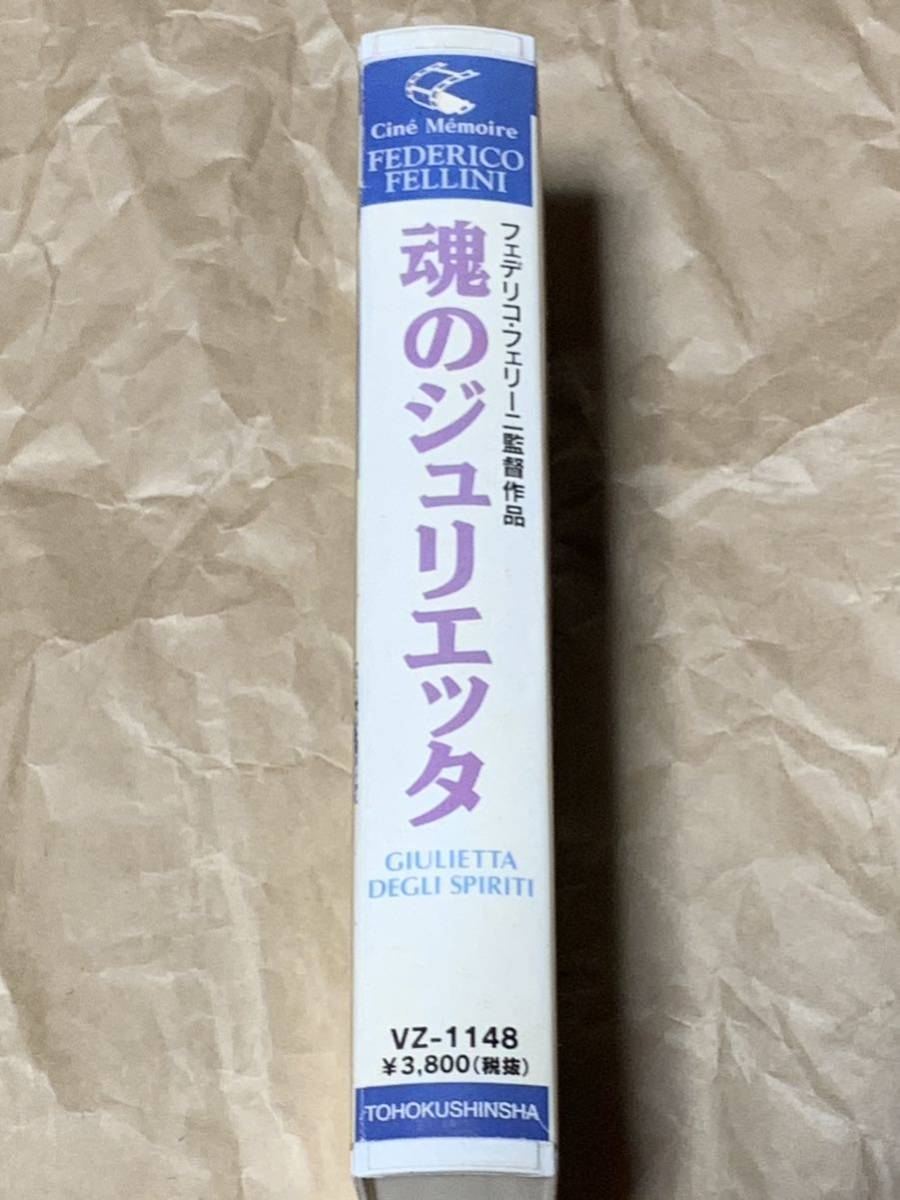 Ciné Mémoire
FEDERICO
FELLINI
フェデリコ・フェリーニ監督作品
魂のジュリエッタ
GIULIETTA
DEGLI SPIRITI
VZ-1148
¥3,800(税抜)
TOHOKUSHINSHA